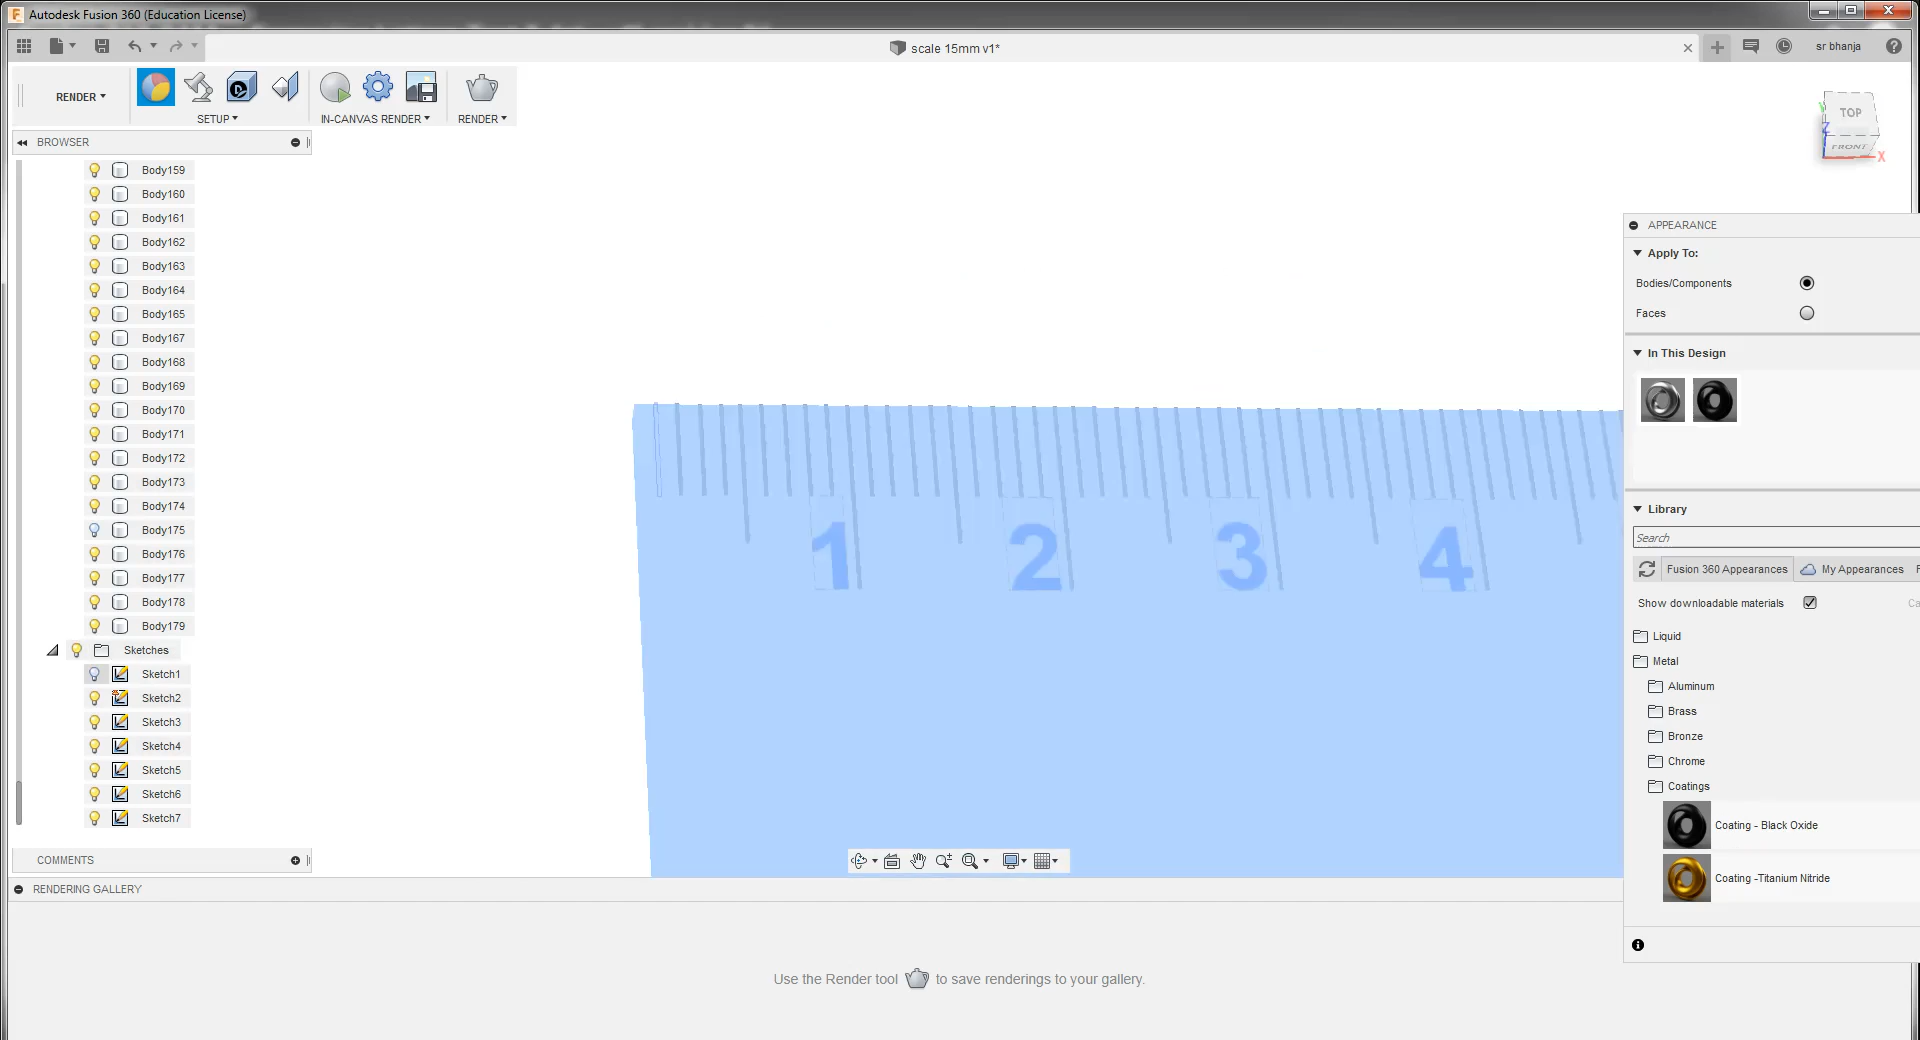 Autodesk Fusion 360 (Education License)
scale 15mm v1*
sr bhanja
RENDER
SETUP
IN-CANVAS RENDER
RENDER
BROWSER
Body159
Body160
Body161
Body162
Body163
Body164
Body165
Body167
Body168
Body169
Body170
Body171
Body172
Body173
Body174
Body175
Body176
Body177
Body178
Body179
Sketches
Sketch1
Sketch2
Sketch3
Sketch4
Sketch5
Sketch6
Sketch7
COMMENTS
RENDERING GALLERY
Use the Render tool to save renderings to your gallery.
1 2 3 4
TOP
FRONT
X
Y
Z
APPEARANCE
Apply To:
Bodies/Components
Faces
In This Design
Library
Search
Fusion 360 Appearances My Appearances F
Show downloadable materials Ca
Liquid
Metal
Aluminum
Brass
Bronze
Chrome
Coatings
Coating - Black Oxide
Coating -Titanium Nitride